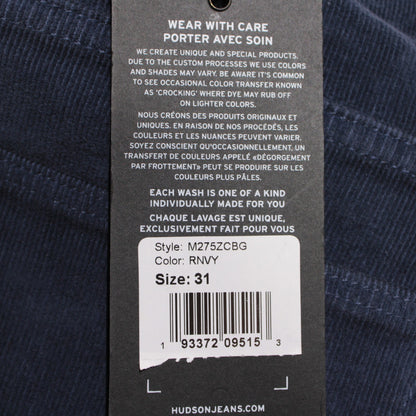 WEAR WITH CARE
PORTER AVEC SOIN
WE CREATE UNIQUE AND SPECIAL PRODUCTS.
DUE TO THE CUSTOM PROCESSES WE USE COLORS
AND SHADES MAY VARY. BE AWARE IT'S COMMON
TO SEE OCCASIONAL COLOR TRANSFER KNOWN
AS 'CROCKING' WHERE DYE MAY RUB OFF
ON LIGHTER COLORS.
NOUS CRÉONS DES PRODUITS ORIGINAUX ET
UNIQUES. EN RAISON DE NOS PROCÉDÉS, LES
COULEURS ET LES NUANCES PEUVENT VARIER.
SOYEZ CONSCIENT QU'OCCASIONNELLEMENT, UN
TRANSFERT DE COULEURS APPELÉ «DÉGORGEMENT
PAR FROTTEMENT» PEUT SE PRODUIRE SUR LES
COULEURS PLUS PÂLES.
EACH WASH IS ONE OF A KIND
INDIVIDUALLY MADE FOR YOU
CHAQUE LAVAGE EST UNIQUE,
EXCLUSIVEMENT FAIT POUR VOUS
Style: M275ZCBG
Color: RNVY
Size: 31
1 93372 09515 3
HUDSONJEANS.COM